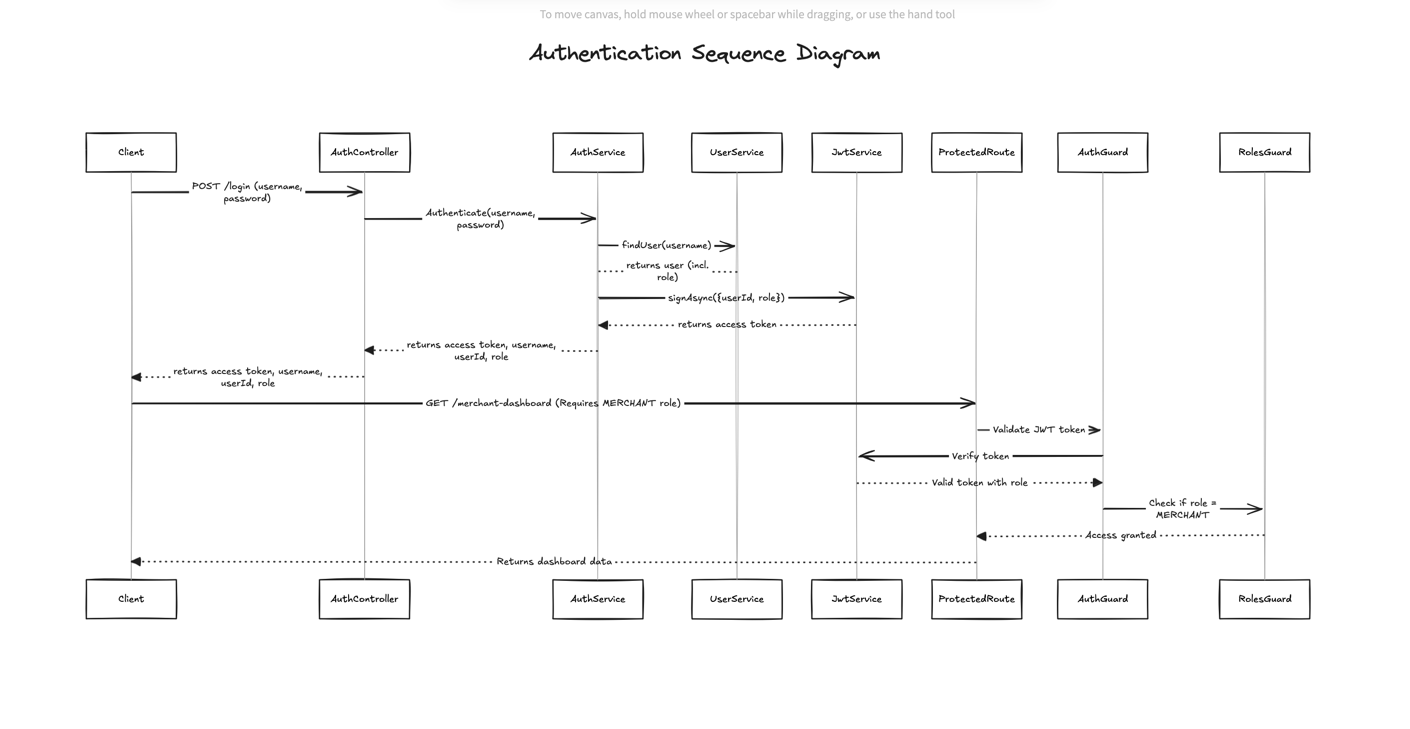 To move canvas, hold mouse wheel or spacebar while dragging, or use the hand tool
Authentication Sequence Diagram
Client
AuthController
AuthService
UserService
JwtService
ProtectedRoute
AuthGuard
RolesGuard
POST /login (username,
password)
Authenticate(username,
password)
findUser(username)
returns user (incl.
role)
signAsync({userId, role})
returns access token
returns access token, username,
userId, role
returns access token, username,
userId, role
GET /merchant-dashboard (Requires MERCHANT role)
Validate JWT token
Verify token
Valid token with role
Check if role =
MERCHANT
Access granted
Returns dashboard data
Client
AuthController
AuthService
UserService
JwtService
ProtectedRoute
AuthGuard
RolesGuard